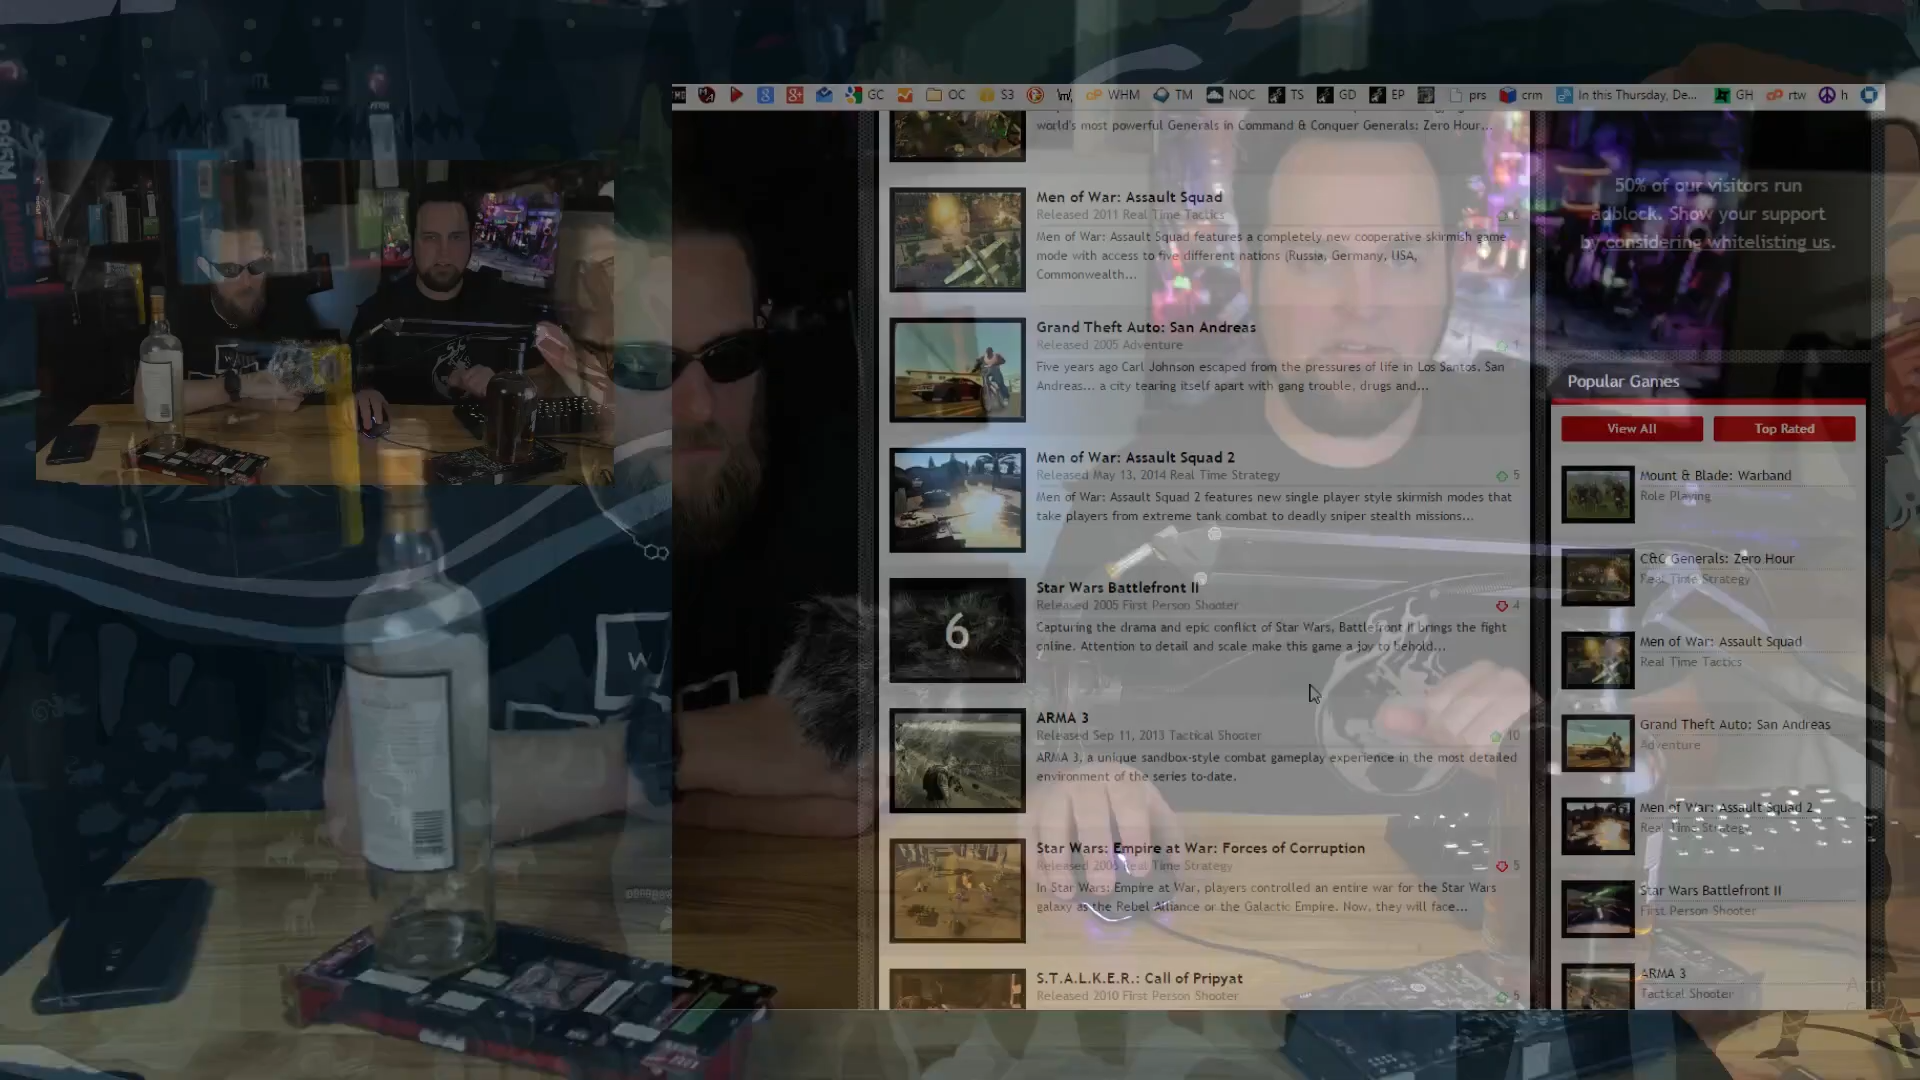 GC
OC
S3
WHM
TM
NOC
TS
GD
EP
prs
crm
In this Thursday, De...
GH
rtw
h
world's most powerful Generals in Command & Conquer Generals: Zero Hour...
Men of War: Assault Squad
Released 2011 Real Time Tactics
Men of War: Assault Squad features a completely new cooperative skirmish game
mode with access to five different nations (Russia, Germany, USA,
Commonwealth...
Grand Theft Auto: San Andreas
Released 2005 Adventure
1
Five years ago Carl Johnson escaped from the pressures of life in Los Santos, San
Andreas... a city tearing itself apart with gang trouble, drugs and...
Men of War: Assault Squad 2
Released May 13, 2014 Real Time Strategy
5
Men of War: Assault Squad 2 features new single player style skirmish modes that
take players from extreme tank combat to deadly sniper stealth missions...
6
Star Wars Battlefront II
Released 2005 First Person Shooter
4
Capturing the drama and epic conflict of Star Wars, Battlefront II brings the fight
online. Attention to detail and scale make this game a joy to behold...
ARMA 3
Released Sep 11, 2013 Tactical Shooter
10
ARMA 3, a unique sandbox-style combat gameplay experience in the most detailed
environment of the series to-date.
Star Wars: Empire at War: Forces of Corruption
Released 2006 Real Time Strategy
5
In Star Wars: Empire at War, players controlled an entire war for the Star Wars
galaxy as the Rebel Alliance or the Galactic Empire. Now, they will face...
S.T.A.L.K.E.R.: Call of Pripyat
Released 2010 First Person Shooter
5
50% of our visitors run
adblock. Show your support
by considering whitelisting us.
Popular Games
View All
Top Rated
Mount & Blade: Warband
Role Playing
C&C Generals: Zero Hour
Real Time Strategy
Men of War: Assault Squad
Real Time Tactics
Grand Theft Auto: San Andreas
Adventure
Men of War: Assault Squad 2
Real Time Strategy
Star Wars Battlefront II
First Person Shooter
ARMA 3
Tactical Shooter